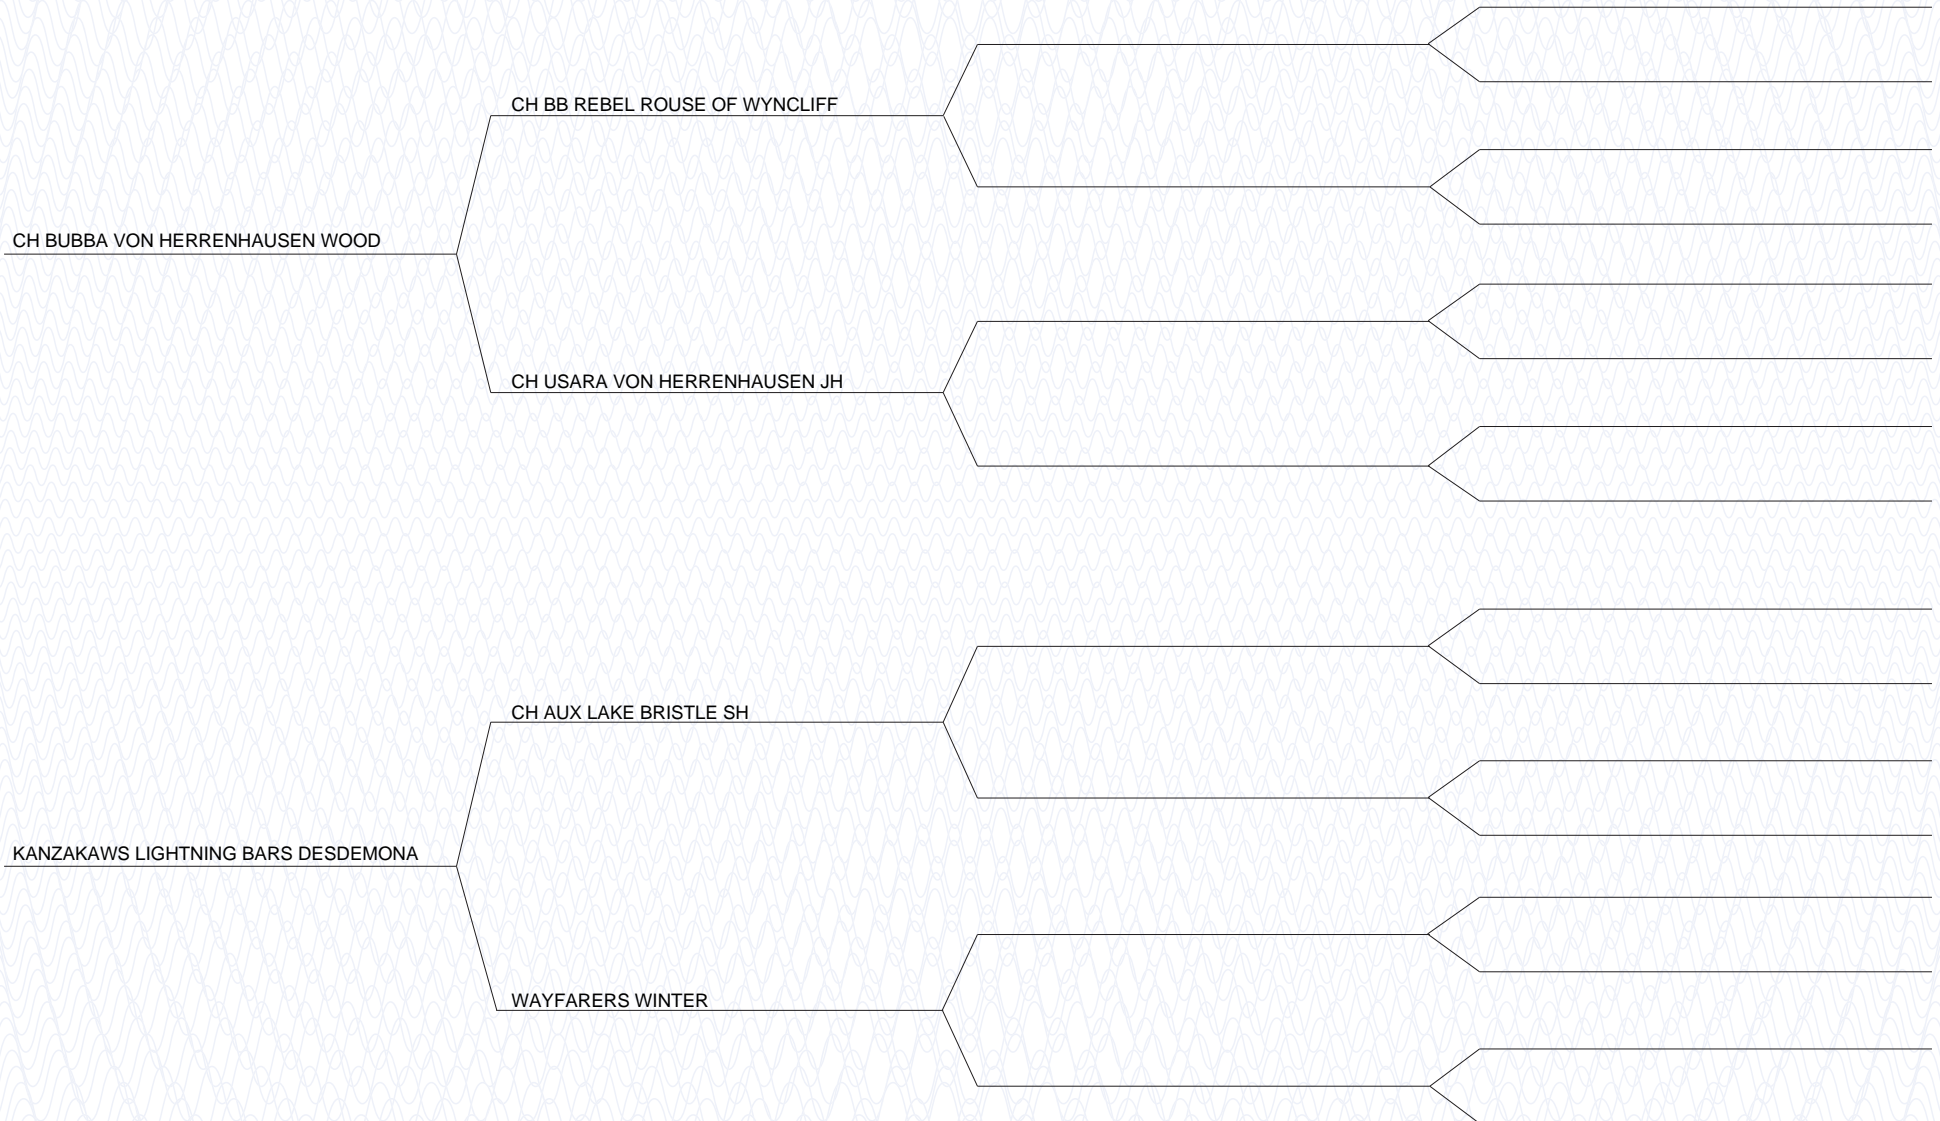 CH BB REBEL ROUSE OF WYNCLIFF
CH BUBBA VON HERRENHAUSEN WOOD
CH USARA VON HERRENHAUSEN JH
CH AUX LAKE BRISTLE SH
KANZAKAWS LIGHTNING BARS DESDEMONA
WAYFARERS WINTER